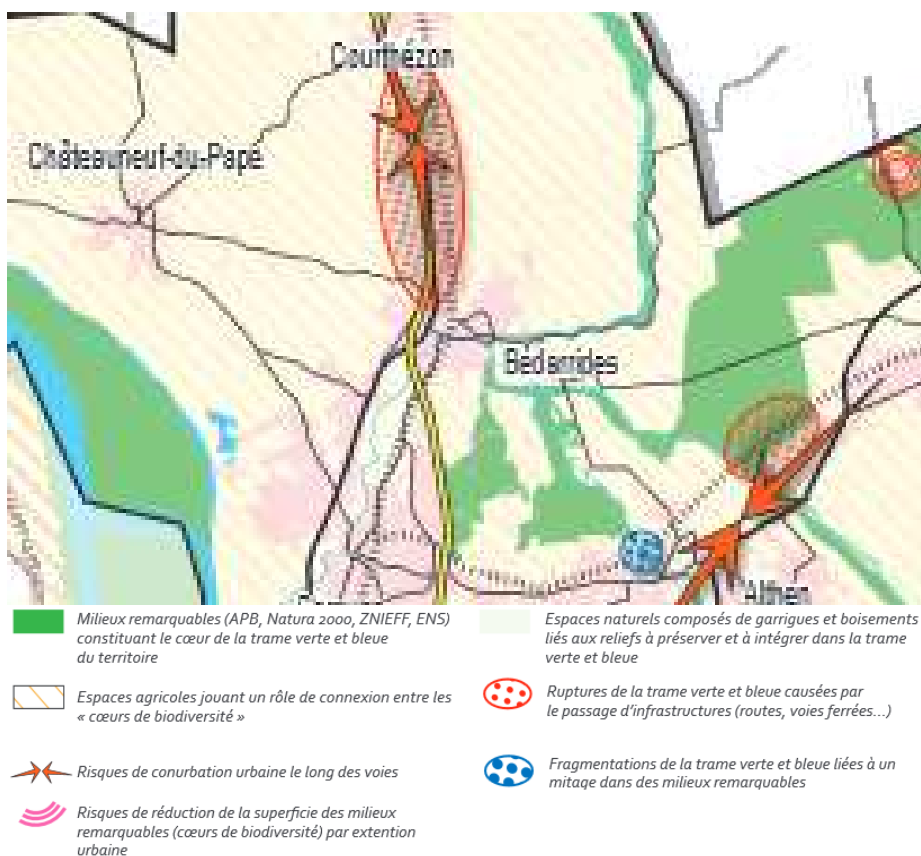 Courthézon
Châteauneuf-du-Pape
Bédarrides
Althen
Milieux remarquables (APB, Natura 2000, ZNIEFF, ENS)
constituant le cœur de la trame verte et bleue
du territoire
Espaces agricoles jouant un rôle de connexion entre les
« cœurs de biodiversité »
Risques de conurbation urbaine le long des voies
Risques de réduction de la superficie des milieux
remarquables (cœurs de biodiversité) par extention
urbaine
Espaces naturels composés de garrigues et boisements
liés aux reliefs à préserver et à intégrer dans la trame
verte et bleue
Ruptures de la trame verte et bleue causées par
le passage d'infrastructures (routes, voies ferrées...)
Fragmentations de la trame verte et bleue liées à un
mitage dans des milieux remarquables